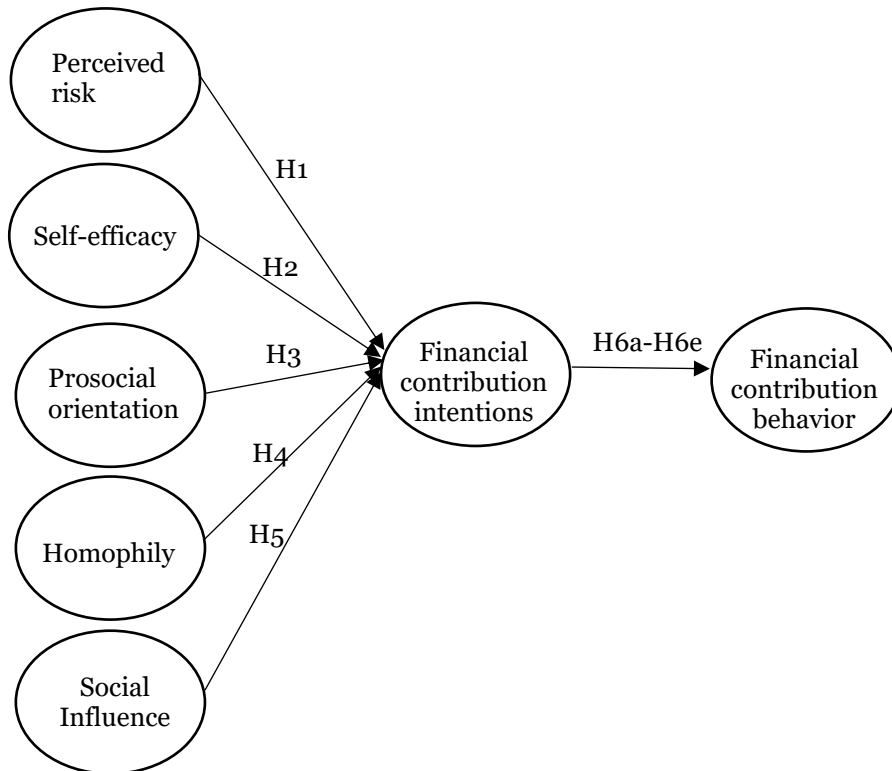 Perceived
risk
H1
Self-efficacy
H2
Prosocial
orientation
H3
Homophily
H4
Social
Influence
H5
Financial
contribution
intentions
H6a-H6e
Financial
contribution
behavior